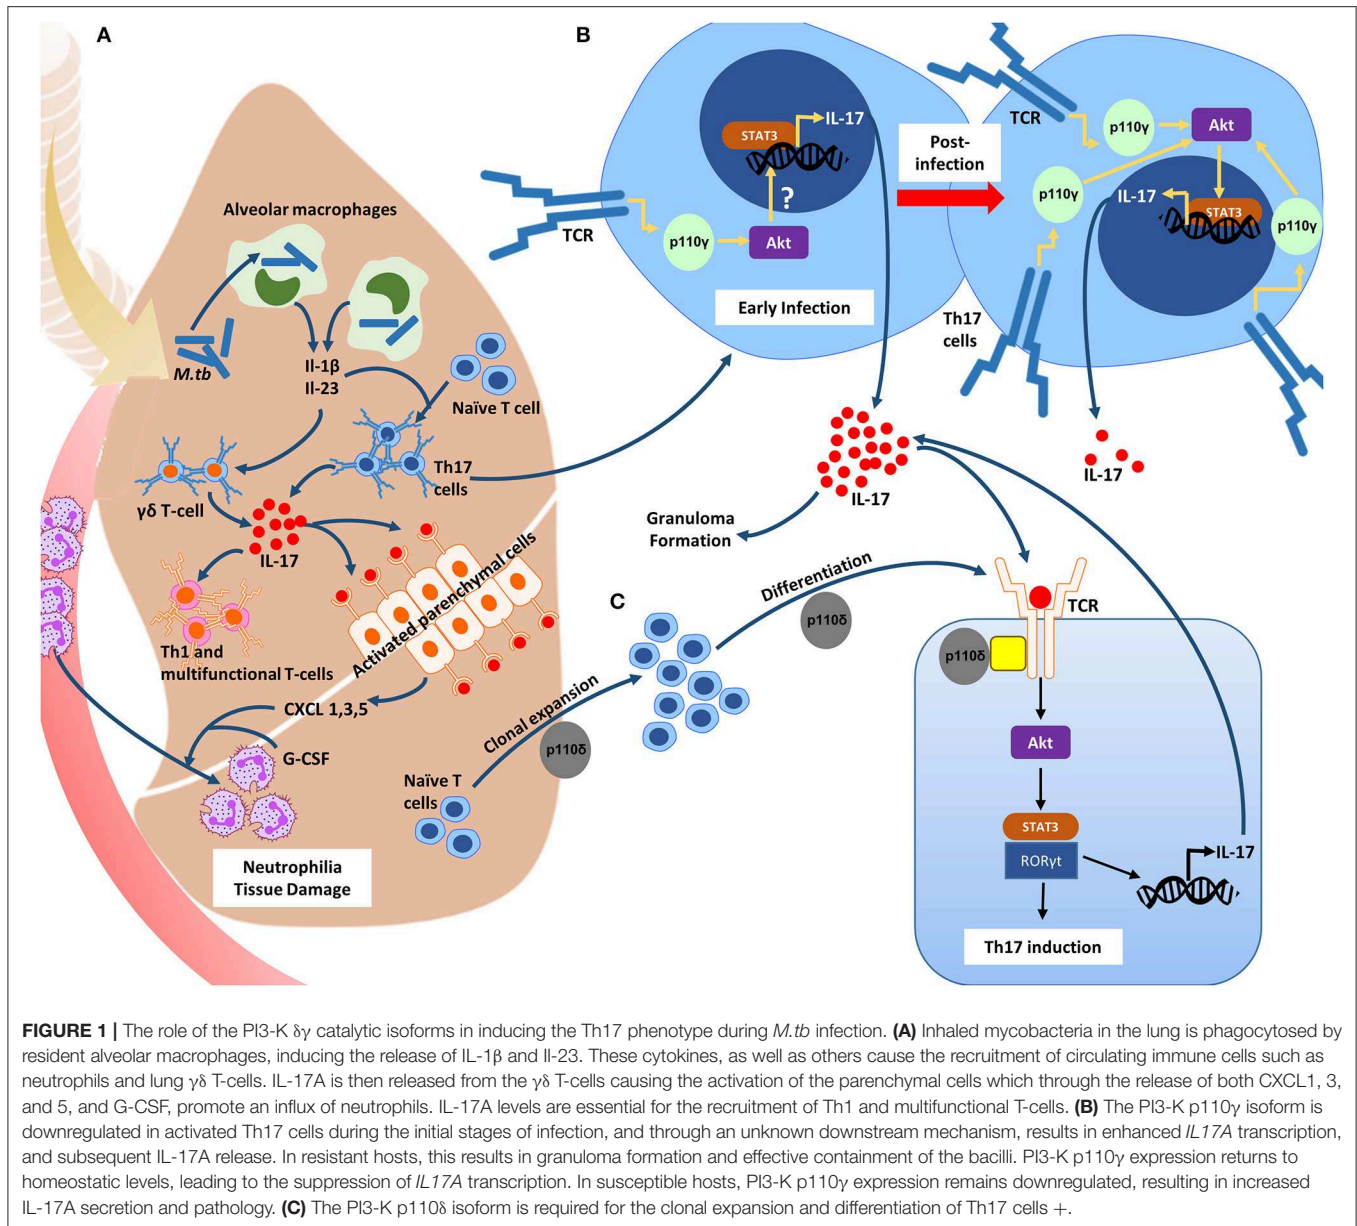 A
Alveolar macrophages
M.tb
Il-1β
Il-23
Naïve T cell
Th17
cells
γδ T-cell
IL-17
Th1 and
multifunctional T-cells
Activated parenchymal cells
CXCL 1,3,5
G-CSF
Neutrophilia
Tissue Damage
B
STAT3
IL-17
?
TCR
p110γ
Akt
Early Infection
Post-
infection
TCR
p110γ
Akt
p110γ
IL-17
STAT3
p110γ
Th17
cells
IL-17
IL-17
Granuloma
Formation
C
Naïve T
cells
Clonal expansion
p110δ
Differentiation
p110δ
TCR
p110δ
Akt
STAT3
RORγt
IL-17
Th17 induction
FIGURE 1 | The role of the PI3-K δγ catalytic isoforms in inducing the Th17 phenotype during M.tb infection. (A) Inhaled mycobacteria in the lung is phagocytosed by
resident alveolar macrophages, inducing the release of IL-1β and Il-23. These cytokines, as well as others cause the recruitment of circulating immune cells such as
neutrophils and lung γδ T-cells. IL-17A is then released from the γδ T-cells causing the activation of the parenchymal cells which through the release of both CXCL1, 3,
and 5, and G-CSF, promote an influx of neutrophils. IL-17A levels are essential for the recruitment of Th1 and multifunctional T-cells. (B) The PI3-K p110γ isoform is
downregulated in activated Th17 cells during the initial stages of infection, and through an unknown downstream mechanism, results in enhanced IL17A transcription,
and subsequent IL-17A release. In resistant hosts, this results in granuloma formation and effective containment of the bacilli. PI3-K p110γ expression returns to
homeostatic levels, leading to the suppression of IL17A transcription. In susceptible hosts, PI3-K p110γ expression remains downregulated, resulting in increased
IL-17A secretion and pathology. (C) The PI3-K p110δ isoform is required for the clonal expansion and differentiation of Th17 cells +.